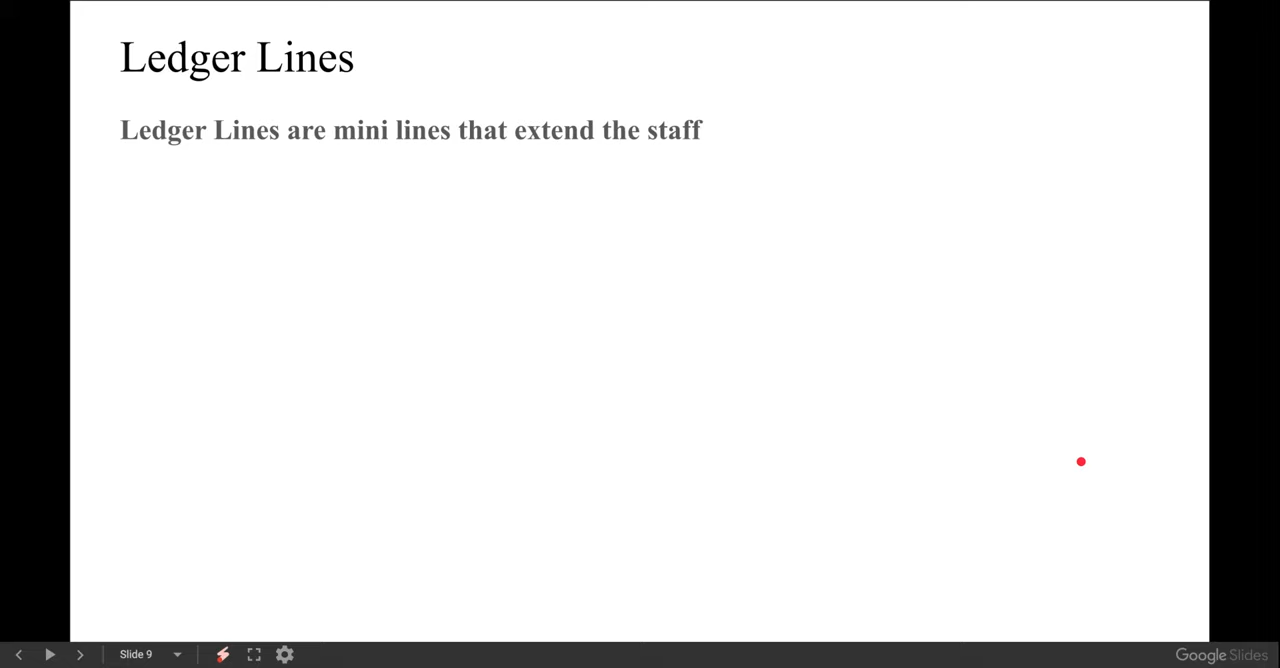 Ledger Lines
Ledger Lines are mini lines that extend the staff
Slide 9
Google Slides